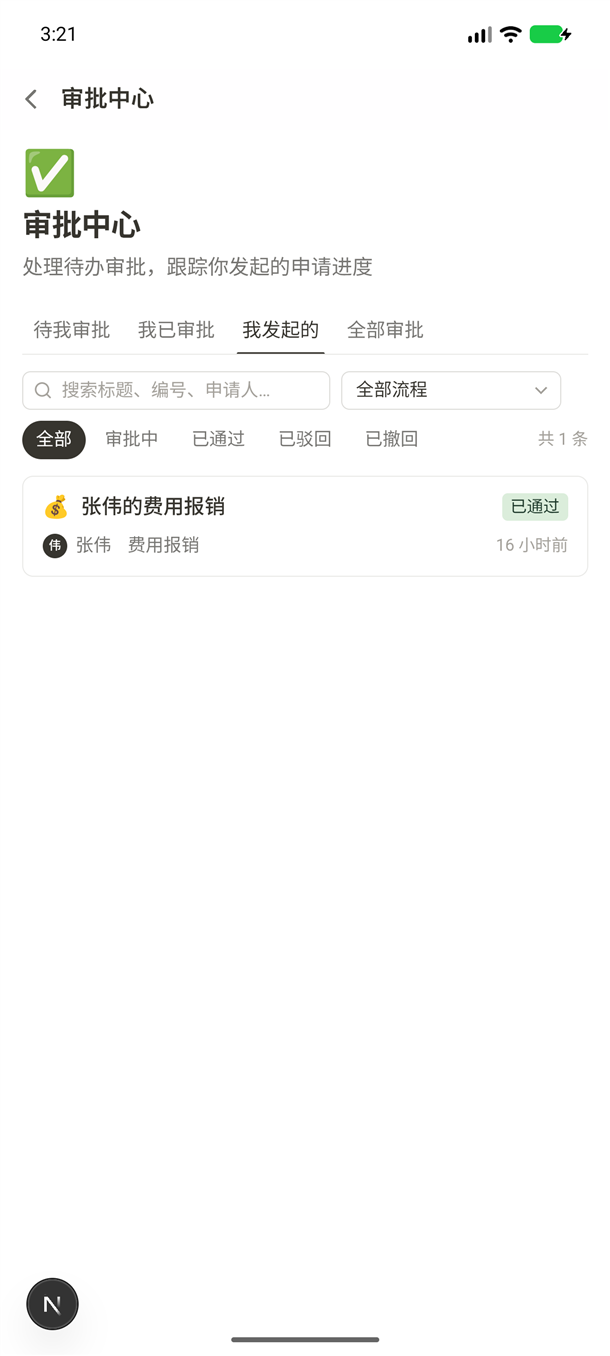 3:21
审批中心
审批中心
处理待办审批，跟踪你发起的申请进度
待我审批 我已审批 我发起的 全部审批
搜索标题、编号、申请人... 全部流程
全部 审批中 已通过 已驳回 已撤回 共 1 条
张伟的费用报销 已通过
伟 张伟 费用报销 16 小时前
N